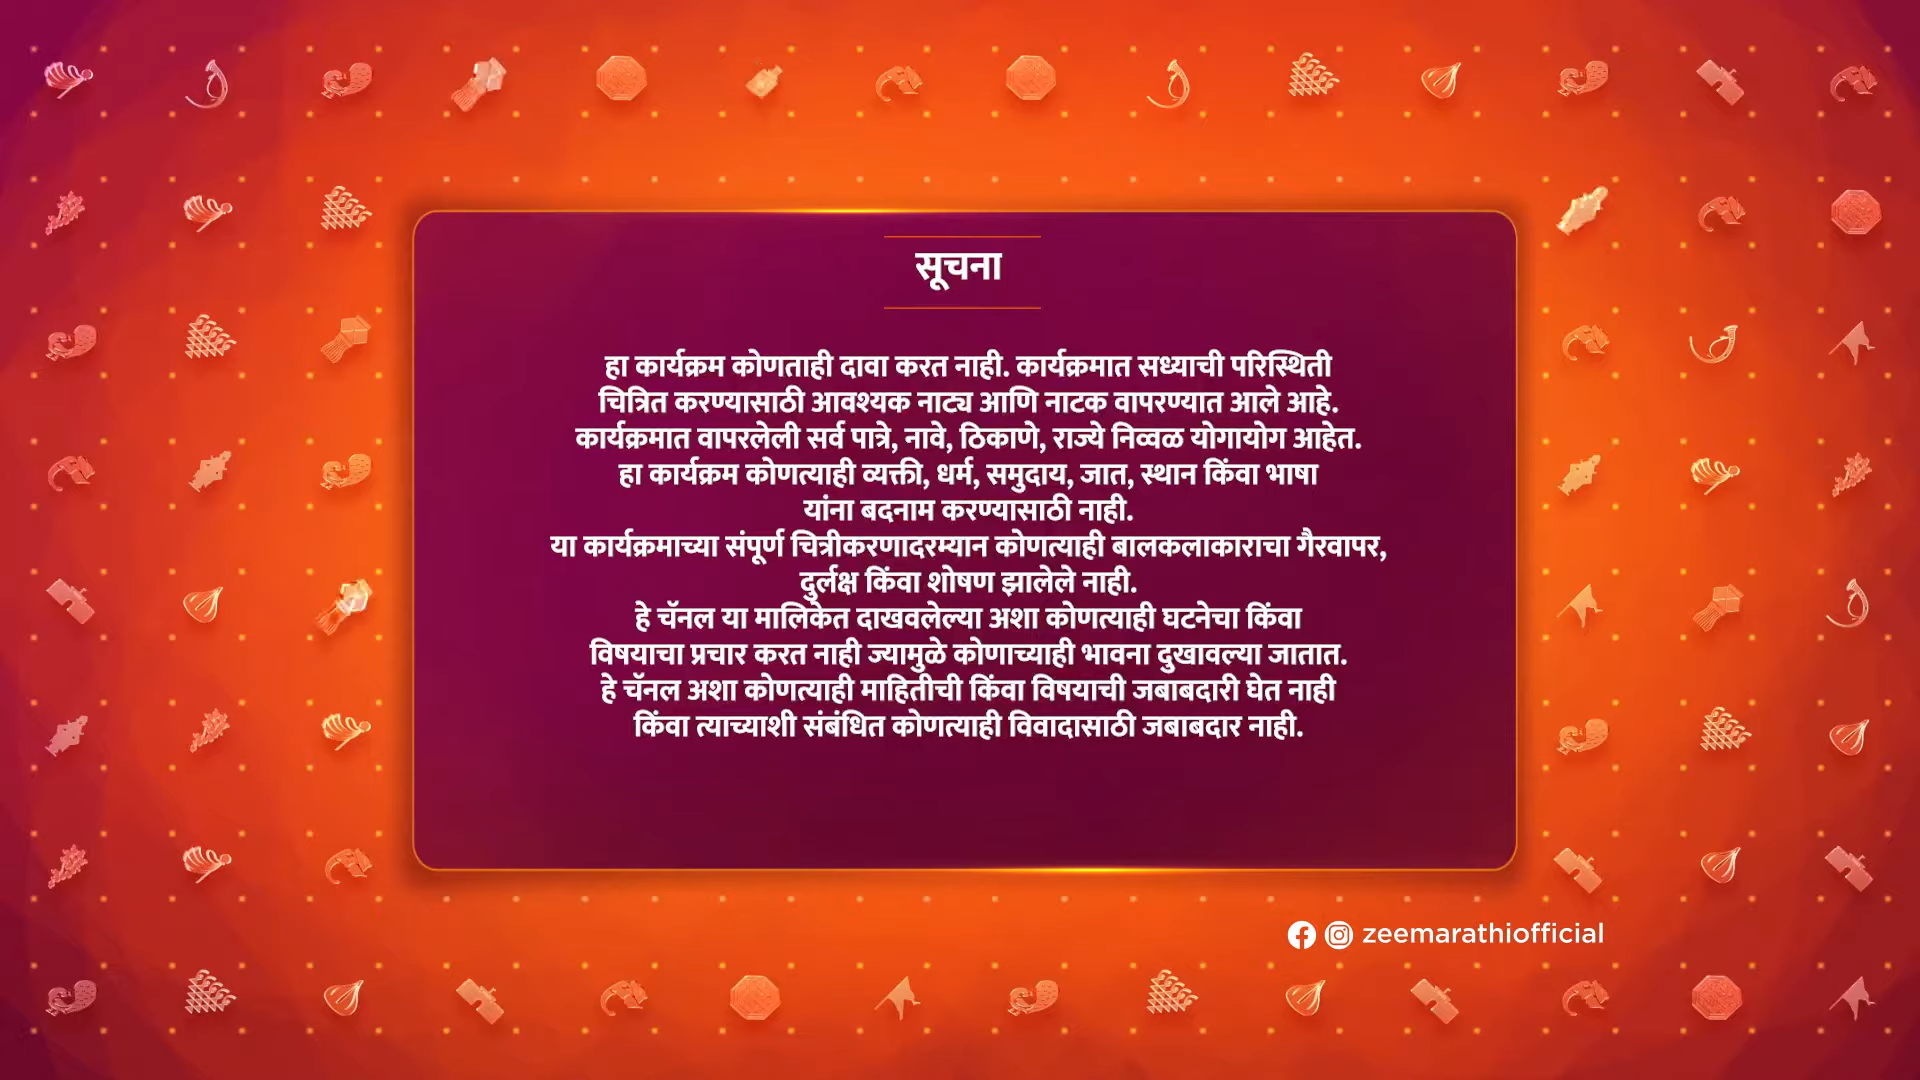 सूचना
हा कार्यक्रम कोणताही दावा करत नाही. कार्यक्रमात सध्याची परिस्थिती
चित्रित करण्यासाठी आवश्यक नाट्य आणि नाटक वापरण्यात आले आहे.
कार्यक्रमात वापरलेली सर्व पात्रे, नावे, ठिकाणे, राज्ये निव्वळ योगायोग आहेत.
हा कार्यक्रम कोणत्याही व्यक्ती, धर्म, समुदाय, जात, स्थान किंवा भाषा
यांना बदनाम करण्यासाठी नाही.
या कार्यक्रमाच्या संपूर्ण चित्रीकरणादरम्यान कोणत्याही बालकलाकाराचा गैरवापर,
दुर्लक्ष किंवा शोषण झालेले नाही.
हे चॅनल या मालिकेत दाखवलेल्या अशा कोणत्याही घटनेचा किंवा
विषयाचा प्रचार करत नाही ज्यामुळे कोणाच्याही भावना दुखावल्या जातात.
हे चॅनल अशा कोणत्याही माहितीची किंवा विषयाची जबाबदारी घेत नाही
किंवा त्याच्याशी संबंधित कोणत्याही विवादासाठी जबाबदार नाही.
zeemarathiofficial